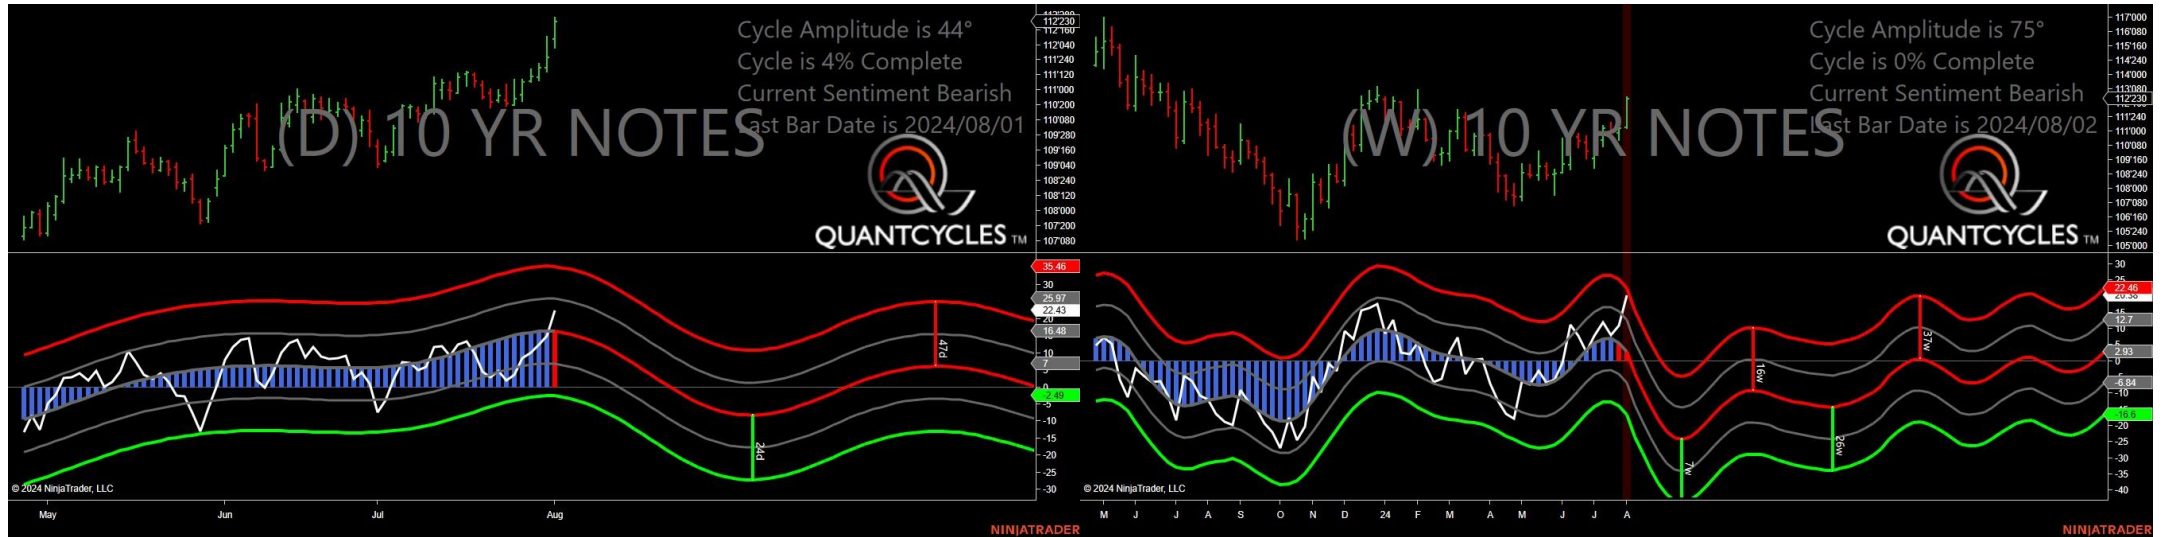 Cycle Amplitude is 44°
Cycle is 4% Complete
Current Sentiment Bearish
Last Bar Date is 2024/08/01
(D) 10 YR NOTES
QUANTCYCLES TM
112'230
112'160
112'040
111'240
111'120
111'000
110'200
110'080
109'280
109'160
109'040
108'240
108'120
108'000
107'200
107'080
35.46
30
25.97
22.43
20
16.48
10
7
0
-2.49
-5
-10
-15
-20
-25
-30
47d
24d
© 2024 NinjaTrader, LLC
May
Jun
Jul
Aug
NINJATRADER
Cycle Amplitude is 75°
Cycle is 0% Complete
Current Sentiment Bearish
Last Bar Date is 2024/08/02
(W) 10 YR NOTES
QUANTCYCLES TM
117'000
116'080
115'160
114'240
114'000
113'080
112'230
111'240
111'000
110'080
109'160
108'240
108'000
107'080
106'160
105'240
105'000
30
22.46
20.38
12.7
10
2.93
0
-6.84
-10
-16.6
-20
-25
-30
-35
-40
7w
16w
26w
37w
© 2024 NinjaTrader, LLC
M
J
J
A
S
O
N
D
24
F
M
A
M
J
J
A
NINJATRADER